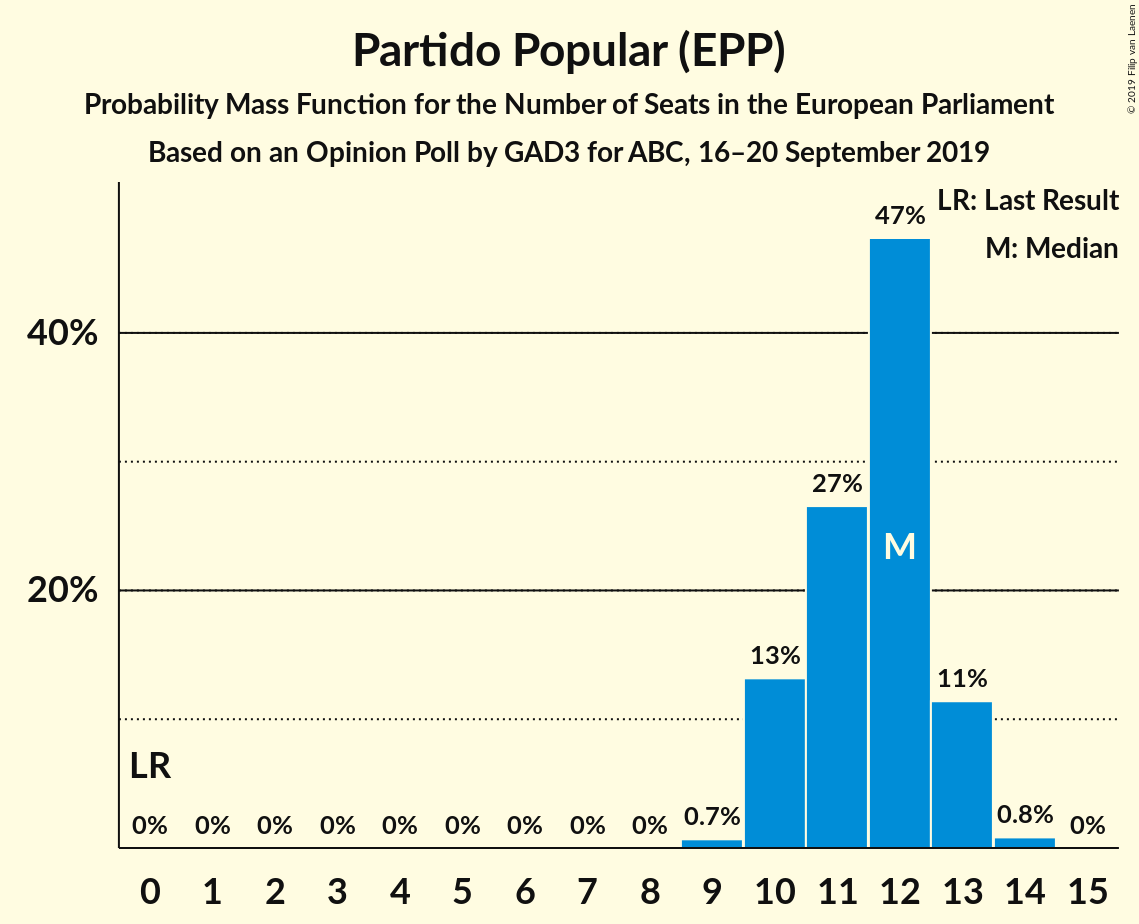 Partido Popular (EPP)
Probability Mass Function for the Number of Seats in the European Parliament
Based on an Opinion Poll by GAD3 for ABC, 16–20 September 2019
© 2019 Filip van Laenen
LR: Last Result
M: Median
40%
20%
47%
27%
M
13%
11%
LR
0% 0% 0% 0% 0% 0% 0% 0% 0% 0.7% 0.8% 0%
0 1 2 3 4 5 6 7 8 9 10 11 12 13 14 15